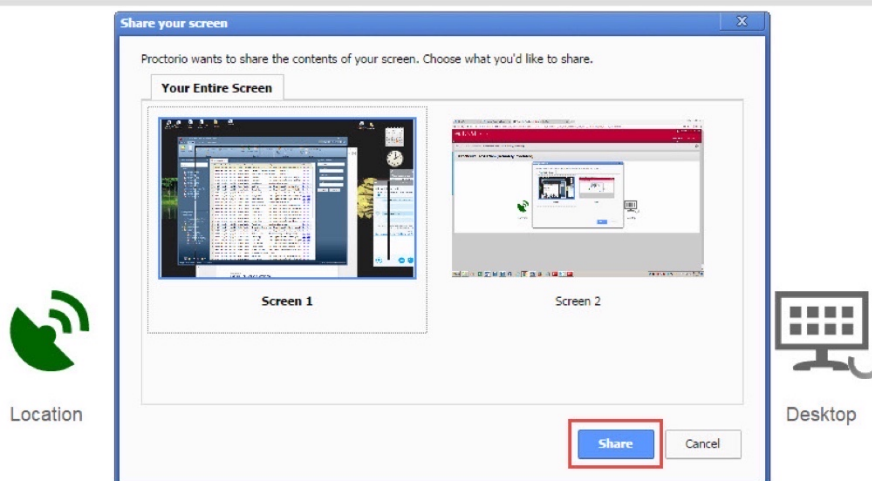 Share your screen
Proctorio wants to share the contents of your screen. Choose what you'd like to share.
Your Entire Screen
Screen 1
Screen 2
Location
Desktop
Share
Cancel